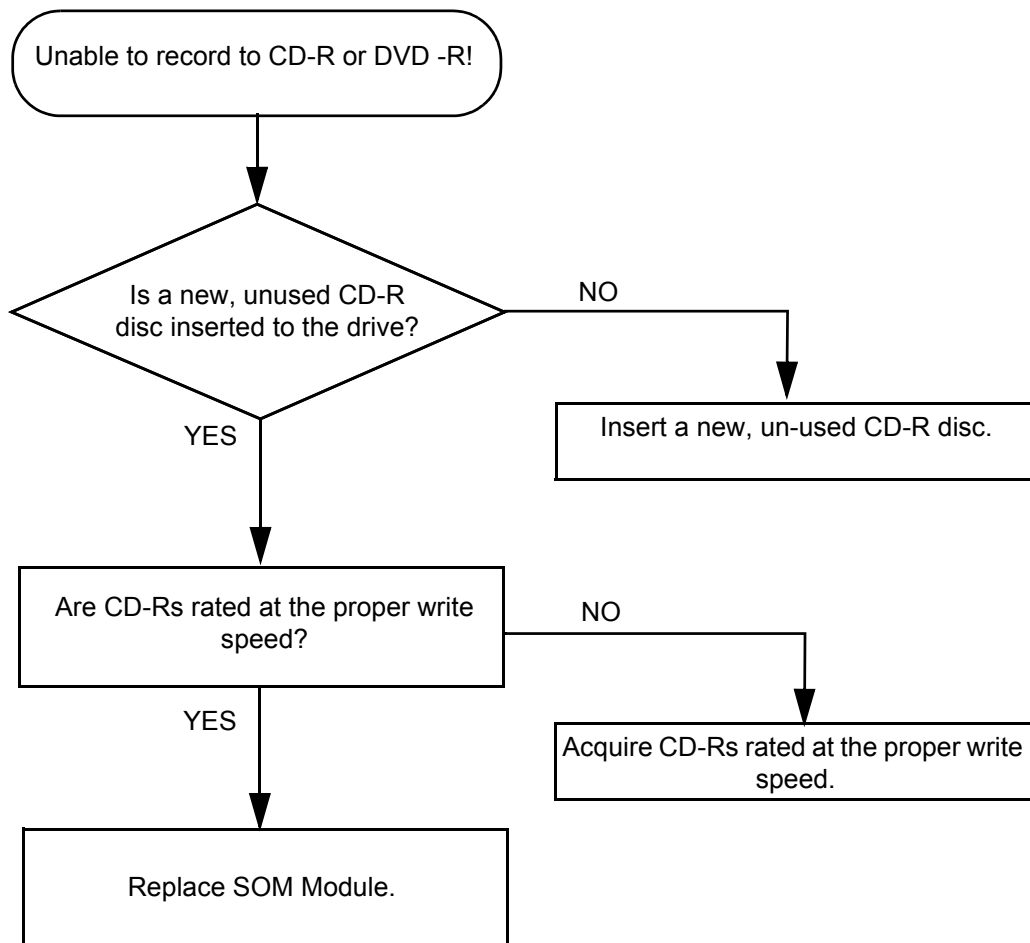 Unable to record to CD-R or DVD -R!
Is a new, unused CD-R
disc inserted to the drive?
NO
Insert a new, un-used CD-R disc.
YES
Are CD-Rs rated at the proper write
speed?
NO
YES
Acquire CD-Rs rated at the proper write
speed.
Replace SOM Module.